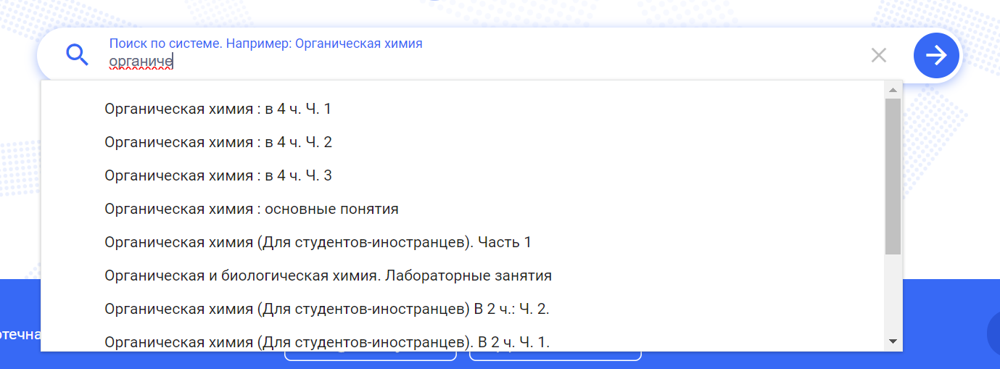 Поиск по системе. Например: Органическая химия
органиче
Органическая химия : в 4 ч. Ч. 1
Органическая химия : в 4 ч. Ч. 2
Органическая химия : в 4 ч. Ч. 3
Органическая химия : основные понятия
Органическая химия (Для студентов-иностранцев). Часть 1
Органическая и биологическая химия. Лабораторные занятия
Органическая химия (Для студентов-иностранцев) В 2 ч.: Ч. 2.
Органическая химия (Для студентов-иностранцев). В 2 ч. Ч. 1.